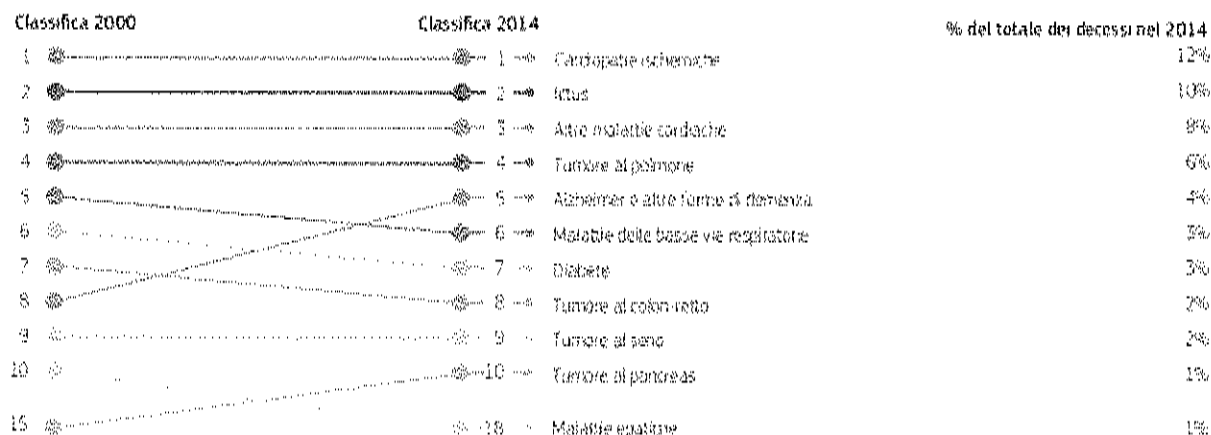 Classifica 2000 Classifica 2014 % del totale dei decessi nel 2014
1 1 Cardiopatie ischemiche 12%
2 2 Ictus 10%
3 3 Altre malattie cardiache 8%
4 4 Tumore al polmone 6%
5 5 Alzheimer e altre forme di demenza 4%
6 6 Malattie delle basse vie respiratorie 3%
7 7 Diabete 3%
8 8 Tumore al colon-retto 2%
9 9 Tumore al seno 2%
10 10 Tumore al pancreas 1%
15 18 Malattie epatiche 1%